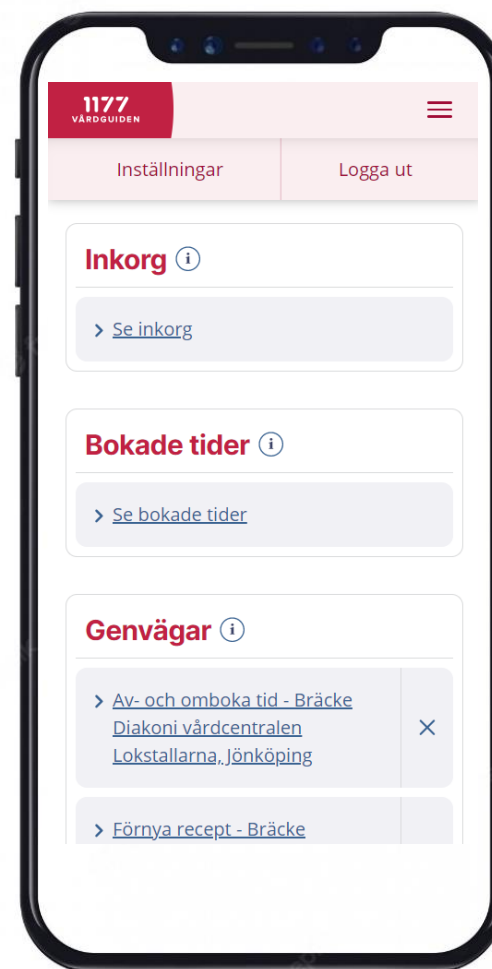 1177
VÅRDGUIDEN
Inställningar
Logga ut
Inkorg
Se inkorg
Bokade tider
Se bokade tider
Genvägar
Av- och omboka tid - Bräcke
Diakoni vårdcentralen
Lokstallarna, Jönköping
Förnya recept - Bräcke